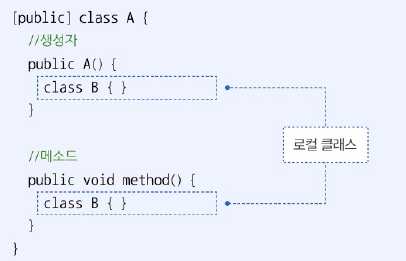 [public] class A {
//생성자
public A() {
class B { }
}
로컬 클래스
//메소드
public void method() {
class B { }
}
}